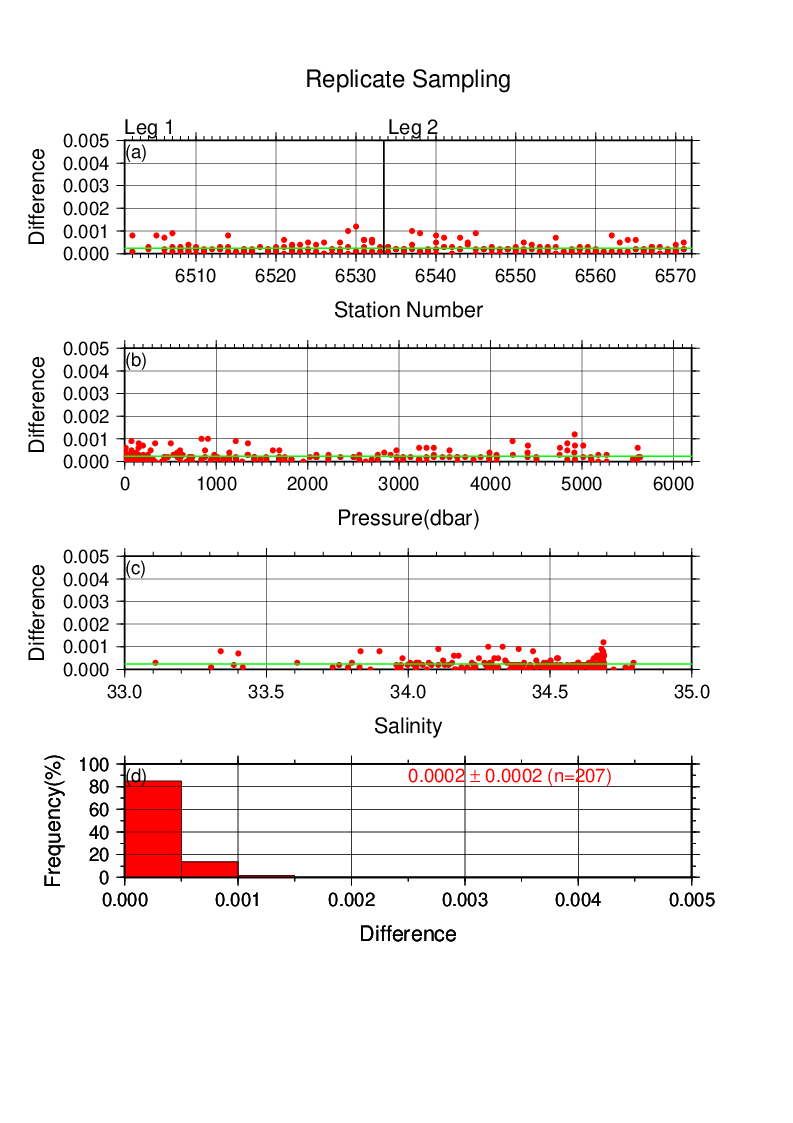 Replicate Sampling
Leg 1 Leg 2
0.005
(a)
0.004
0.003
0.002
0.001
0.000
Difference
6510 6520 6530 6540 6550 6560 6570
Station Number
0.005
(b)
0.004
0.003
0.002
0.001
0.000
Difference
0 1000 2000 3000 4000 5000 6000
Pressure(dbar)
0.005
(c)
0.004
0.003
0.002
0.001
0.000
Difference
33.0 33.5 34.0 34.5 35.0
Salinity
100
(d) 0.0002 ± 0.0002 (n=207)
80
60
40
20
0
Frequency(%)
0.000 0.001 0.002 0.003 0.004 0.005
Difference